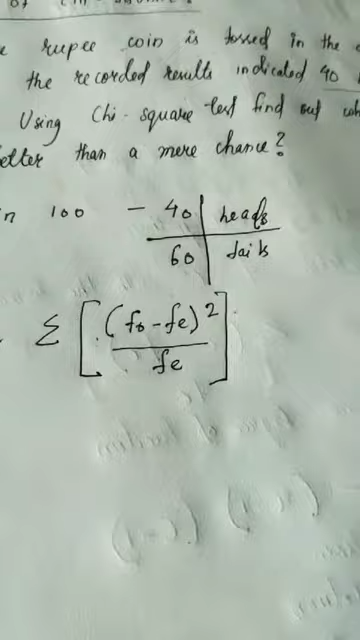 rupee coin is tossed in the
the recorded results indicated 40
Using Chi-square test find out
than a mere chance?
in 100 - 40 heads
60 tails
Σ [ (fo - fe)² / fe ]